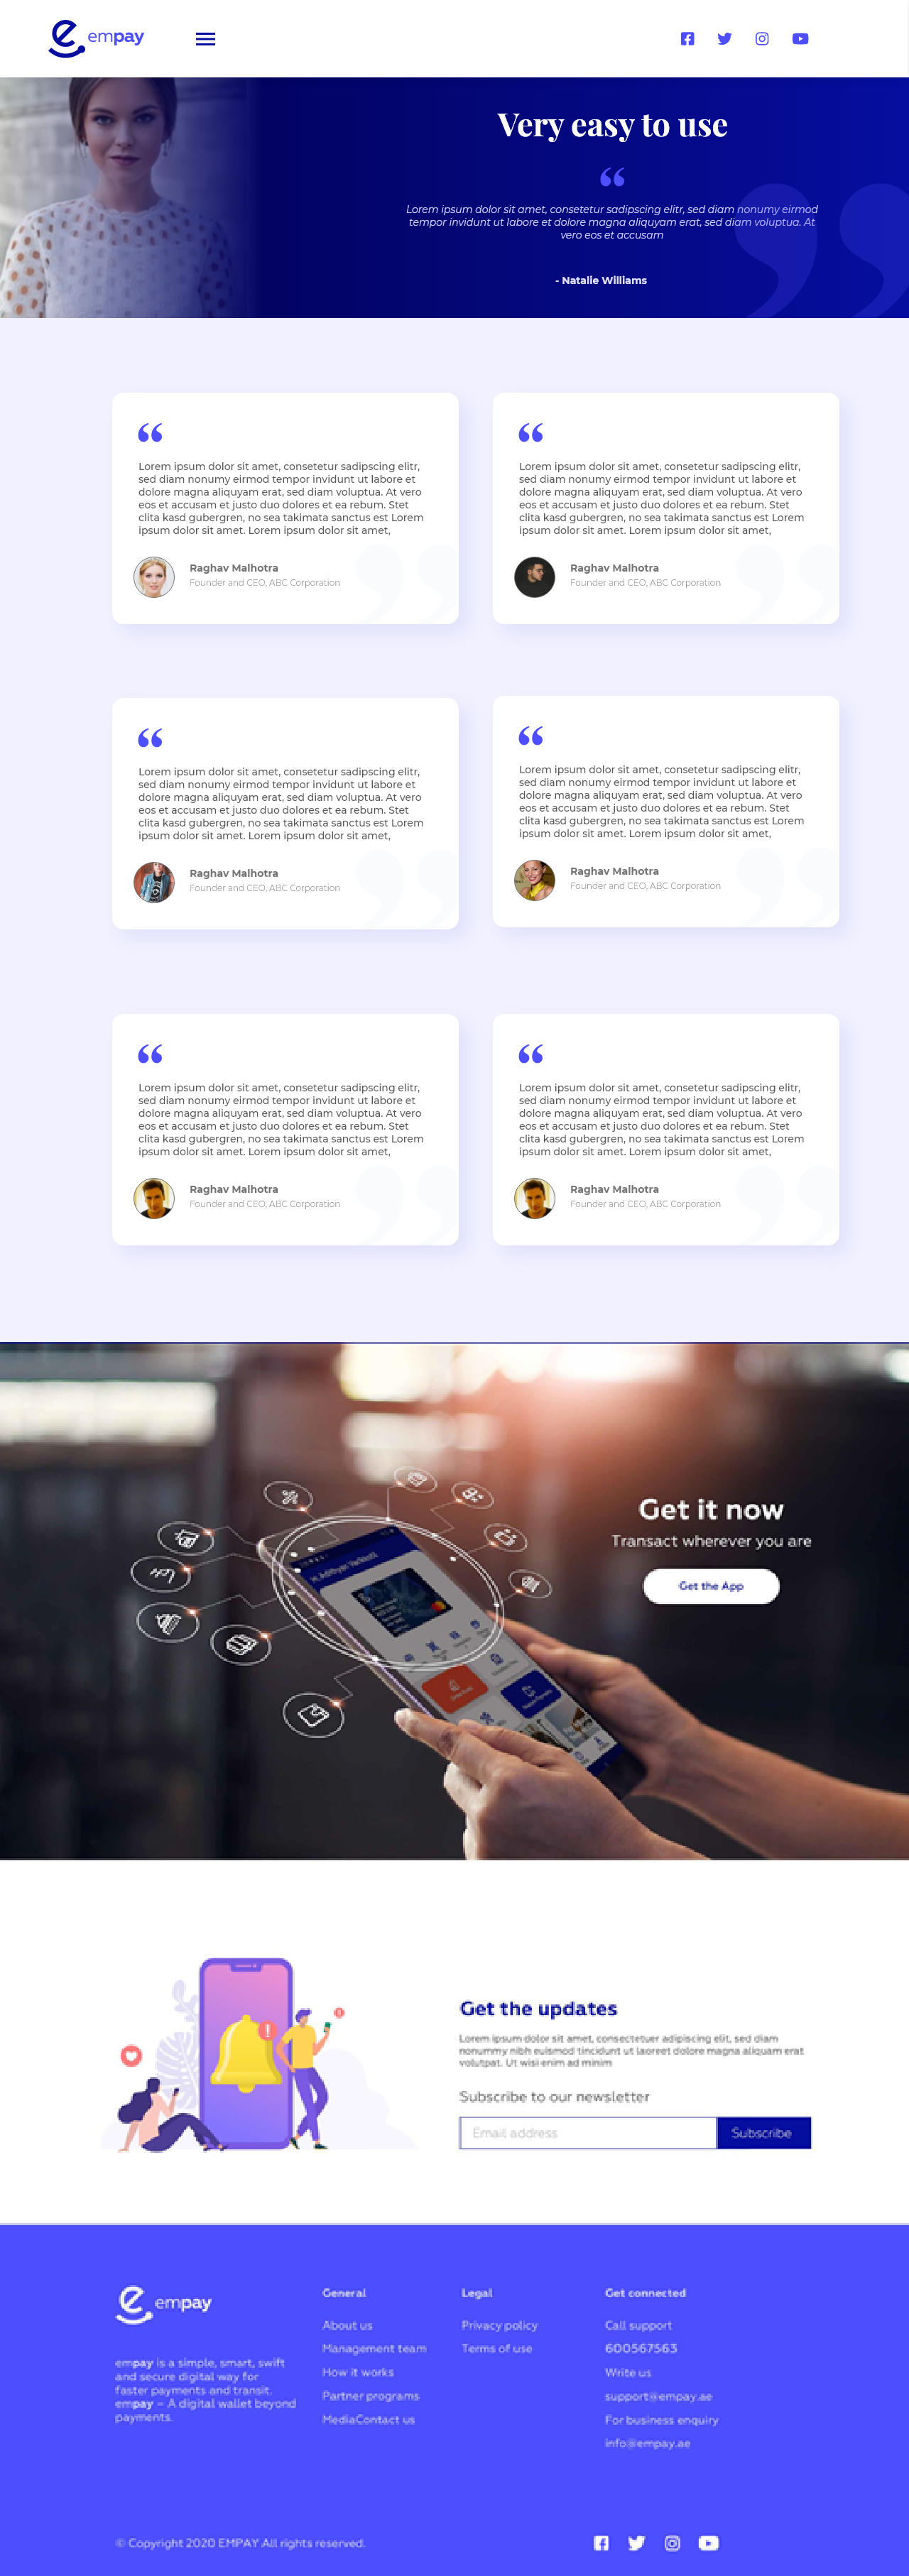 empay
Very easy to use
“
Lorem ipsum dolor sit amet, consetetur sadipscing elitr, sed diam nonumy eirmod
tempor invidunt ut labore et dolore magna aliquyam erat, sed diam voluptua. At
vero eos et accusam
- Natalie Williams
“
Lorem ipsum dolor sit amet, consetetur sadipscing elitr,
sed diam nonumy eirmod tempor invidunt ut labore et
dolore magna aliquyam erat, sed diam voluptua. At vero
eos et accusam et justo duo dolores et ea rebum. Stet
clita kasd gubergren, no sea takimata sanctus est Lorem
ipsum dolor sit amet. Lorem ipsum dolor sit amet,
Raghav Malhotra
Founder and CEO, ABC Corporation
“
Lorem ipsum dolor sit amet, consetetur sadipscing elitr,
sed diam nonumy eirmod tempor invidunt ut labore et
dolore magna aliquyam erat, sed diam voluptua. At vero
eos et accusam et justo duo dolores et ea rebum. Stet
clita kasd gubergren, no sea takimata sanctus est Lorem
ipsum dolor sit amet. Lorem ipsum dolor sit amet,
Raghav Malhotra
Founder and CEO, ABC Corporation
“
Lorem ipsum dolor sit amet, consetetur sadipscing elitr,
sed diam nonumy eirmod tempor invidunt ut labore et
dolore magna aliquyam erat, sed diam voluptua. At vero
eos et accusam et justo duo dolores et ea rebum. Stet
clita kasd gubergren, no sea takimata sanctus est Lorem
ipsum dolor sit amet. Lorem ipsum dolor sit amet,
Raghav Malhotra
Founder and CEO, ABC Corporation
“
Lorem ipsum dolor sit amet, consetetur sadipscing elitr,
sed diam nonumy eirmod tempor invidunt ut labore et
dolore magna aliquyam erat, sed diam voluptua. At vero
eos et accusam et justo duo dolores et ea rebum. Stet
clita kasd gubergren, no sea takimata sanctus est Lorem
ipsum dolor sit amet. Lorem ipsum dolor sit amet,
Raghav Malhotra
Founder and CEO, ABC Corporation
“
Lorem ipsum dolor sit amet, consetetur sadipscing elitr,
sed diam nonumy eirmod tempor invidunt ut labore et
dolore magna aliquyam erat, sed diam voluptua. At vero
eos et accusam et justo duo dolores et ea rebum. Stet
clita kasd gubergren, no sea takimata sanctus est Lorem
ipsum dolor sit amet. Lorem ipsum dolor sit amet,
Raghav Malhotra
Founder and CEO, ABC Corporation
“
Lorem ipsum dolor sit amet, consetetur sadipscing elitr,
sed diam nonumy eirmod tempor invidunt ut labore et
dolore magna aliquyam erat, sed diam voluptua. At vero
eos et accusam et justo duo dolores et ea rebum. Stet
clita kasd gubergren, no sea takimata sanctus est Lorem
ipsum dolor sit amet. Lorem ipsum dolor sit amet,
Raghav Malhotra
Founder and CEO, ABC Corporation
Get it now
Transact wherever you are
Get the App
Get the updates
Lorem ipsum dolor sit amet, consectetuer adipiscing elit, sed diam
nonummy nibh euismod tincidunt ut laoreet dolore magna aliquam erat
volutpat. Ut wisi enim ad minim
Subscribe to our newsletter
Email address
Subscribe
empay
empay is a simple, smart, swift
and secure digital way for
faster payments and transit.
empay – A digital wallet beyond
payments.
General
About us
Management team
How it works
Partner programs
MediaContact us
Legal
Privacy policy
Terms of use
Get connected
Call support
600567563
Write us
support@empay.ae
For business enquiry
info@empay.ae
© Copyright 2020 EMPAY All rights reserved.